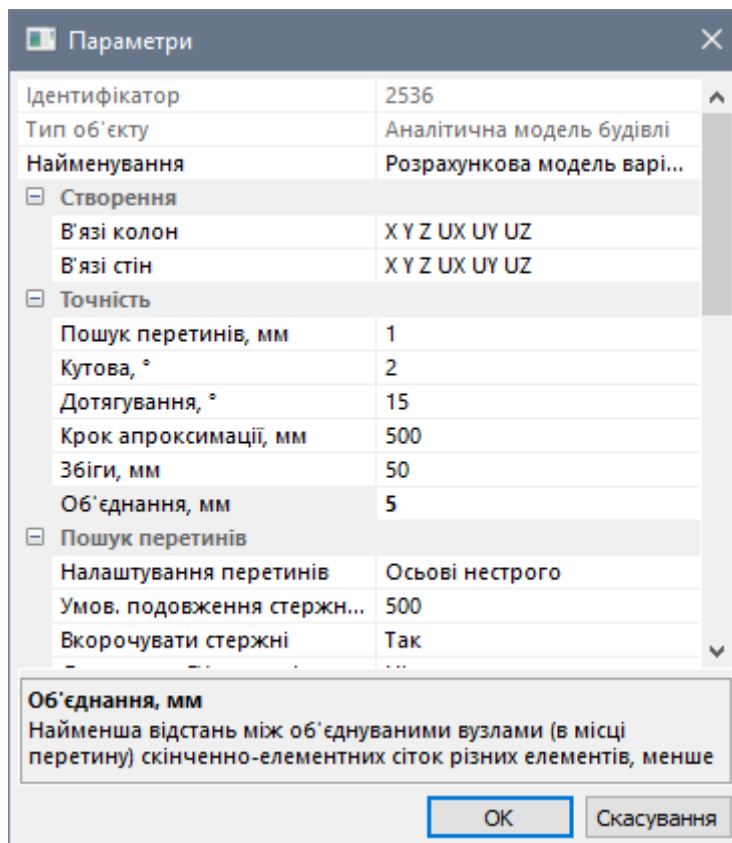 Параметри
Ідентифікатор 2536
Тип об'єкту Аналітична модель будівлі
Найменування Розрахункова модель варі...
Створення
В'язі колон X Y Z UX UY UZ
В'язі стін X Y Z UX UY UZ
Точність
Пошук перетинів, мм 1
Кутова, ° 2
Дотягування, ° 15
Крок апроксимації, мм 500
Збіги, мм 50
Об'єднання, мм 5
Пошук перетинів
Налаштування перетинів Осьові нестрого
Умов. подовження стержн... 500
Вкорочувати стержні Так
Об'єднання, мм
Найменша відстань між об'єднуваними вузлами (в місці
перетину) скінченно-елементних сіток різних елементів, менше
ОК Скасування